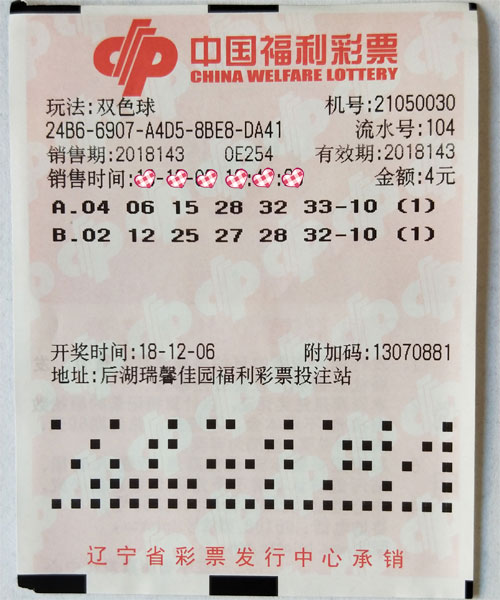 中国福利彩票
CHINA WELFARE LOTTERY
玩法:双色球 机号:21050030
24B6-6907-A4D5-8BE8-DA41 流水号:104
销售期:2018143 0E254 有效期:2018143
销售时间: 金额:4元
A.04 06 15 28 32 33-10 (1)
B.02 12 25 27 28 32-10 (1)
开奖时间:18-12-06 附加码:13070881
地址:后湖瑞馨佳园福利彩票投注站
辽宁省彩票发行中心承销